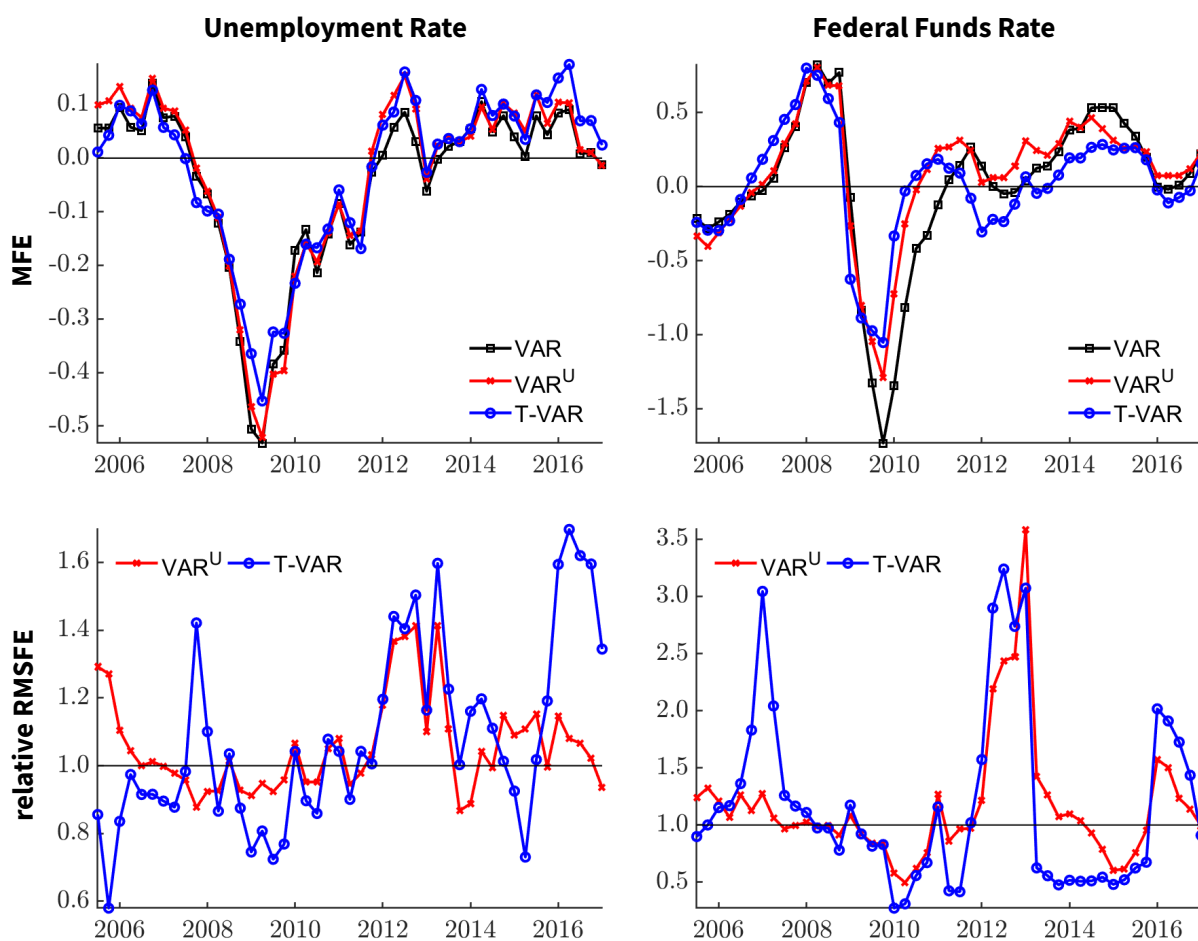 Unemployment Rate
Federal Funds Rate
MFE
0.1
0.0
-0.1
-0.2
-0.3
-0.4
-0.5
VAR
VAR^U
T-VAR
2006 2008 2010 2012 2014 2016
0.5
0.0
-0.5
-1.0
-1.5
VAR
VAR^U
T-VAR
2006 2008 2010 2012 2014 2016
relative RMSFE
1.6
1.4
1.2
1.0
0.8
0.6
VAR^U T-VAR
2006 2008 2010 2012 2014 2016
3.5
3.0
2.5
2.0
1.5
1.0
0.5
VAR^U T-VAR
2006 2008 2010 2012 2014 2016